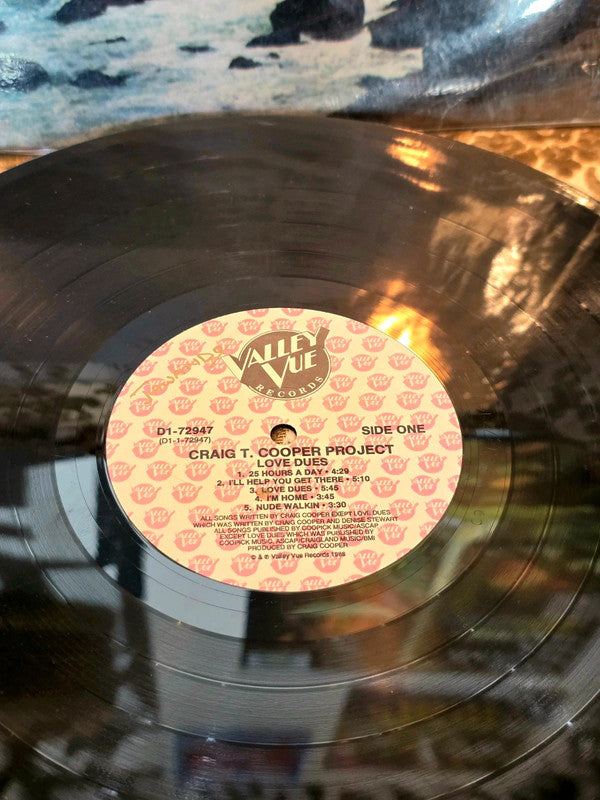 VALLEY
VUE
RECORDS
D1-72947
(D1-1-72947)
SIDE ONE
CRAIG T. COOPER PROJECT
LOVE DUES
1. 25 HOURS A DAY • 4:29
2. I'LL HELP YOU GET THERE • 5:10
3. LOVE DUES • 5:45
4. I'M HOME • 3:45
5. NUDE WALKIN • 3:30
ALL SONGS WRITTEN BY CRAIG COOPER EXEPT LOVE DUES
WHICH WAS WRITTEN BY CRAIG COOPER AND DENISE STEWART
ALL SONGS PUBLISHED BY COOPICK MUSIC/ASCAP
EXCEPT LOVE DUES WHICH WAS PUBLISHED BY
COOPICK MUSIC, ASCAP/CRAIGLAND MUSIC/BMI
PRODUCED BY CRAIG COOPER
© & ℗ Valley Vue Records 1988